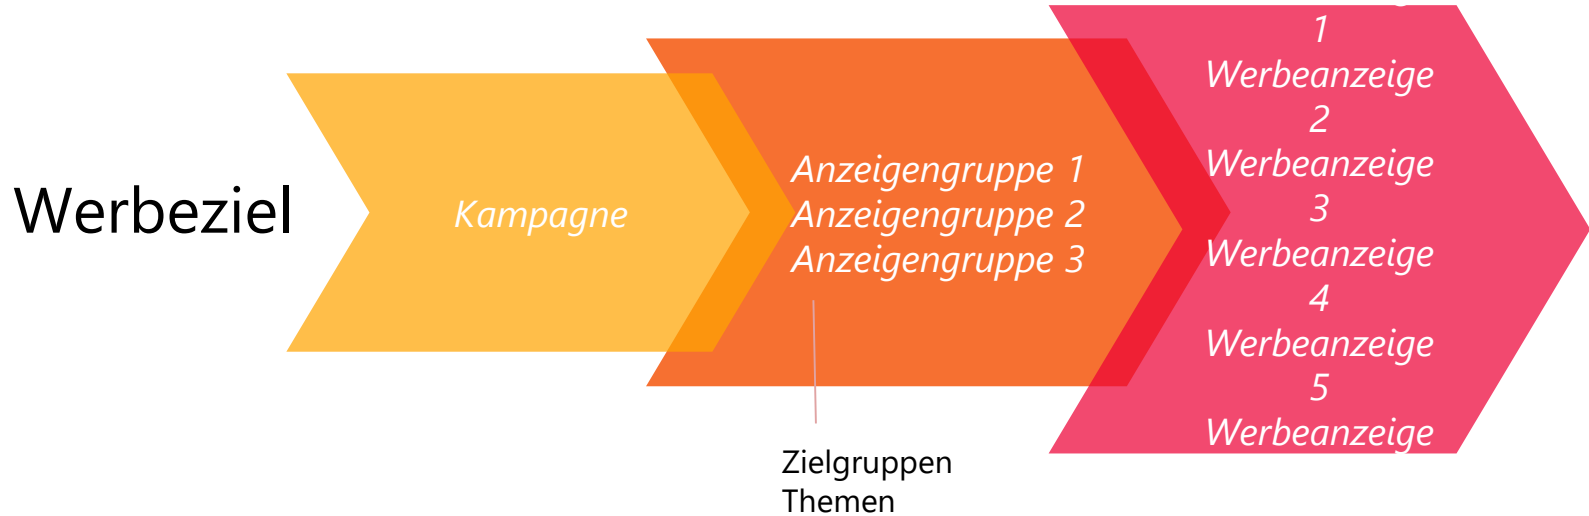 Werbeziel
Kampagne
Anzeigengruppe 1
Anzeigengruppe 2
Anzeigengruppe 3
Zielgruppen
Themen
1
Werbeanzeige
2
Werbeanzeige
3
Werbeanzeige
4
Werbeanzeige
5
Werbeanzeige